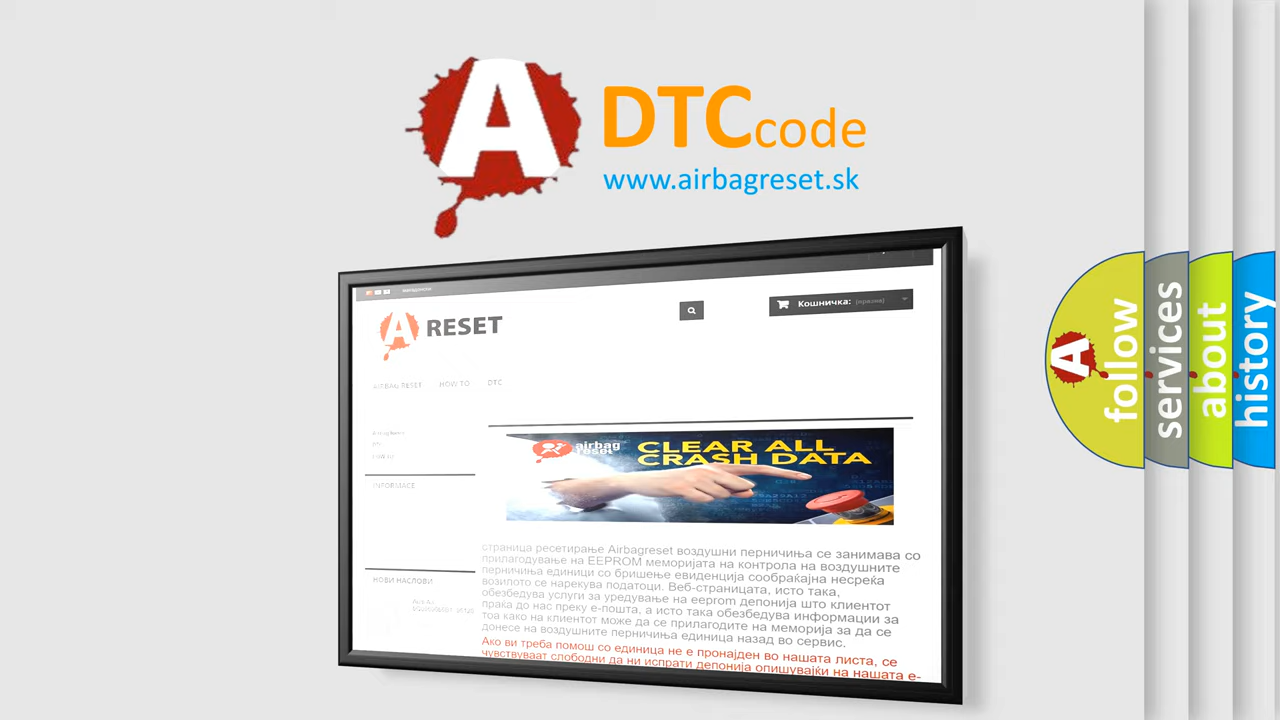 A
DTCcode
www.airbagreset.sk
Кошничка: (празна)
A RESET
AIRBAG RESET HOW TO DTC
airbag
reset
CLEAR ALL
CRASH DATA
INFORMACE
страница ресетирање Airbagreset воздушни перничиња се занимава со
прилагодување на EEPROM меморијата на контрола на воздушните
перничиња единици со бришење евиденција сообраќајна несреќа
возилото се нарекува податоци. Веб-страницата, исто така,
обезбедува услуги за уредување на eeprom депонија што клиентот
праќа до нас преку е-пошта, а исто така обезбедува информации за
тоа како на клиентот може да се прилагодите на меморија за да се
донесе на воздушните перничиња единица назад во сервис.
Ако ви треба помош со единица не е пронајден во нашата листа, се
чувствуваат слободни да ни испрати депонија опишувајќи на нашата е-
НОВИ НАСЛОВИ
A
follow
services
about
history